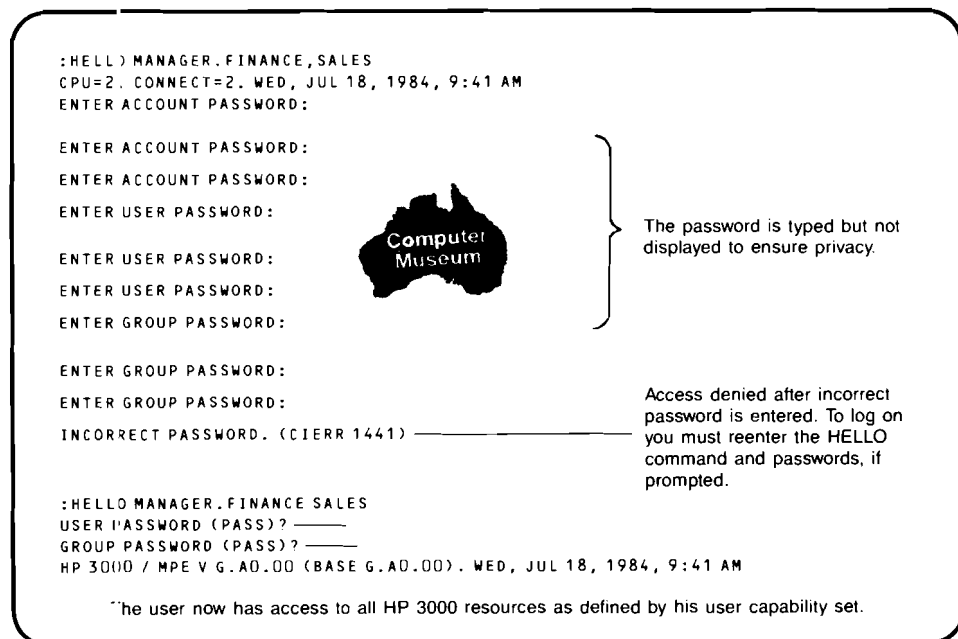 :HELL) MANAGER.FINANCE,SALES
CPU=2. CONNECT=2. WED, JUL 18, 1984, 9:41 AM
ENTER ACCOUNT PASSWORD:
ENTER ACCOUNT PASSWORD:
ENTER ACCOUNT PASSWORD:
ENTER USER PASSWORD:
ENTER USER PASSWORD:
ENTER USER PASSWORD:
ENTER GROUP PASSWORD:
Computer
Museum
The password is typed but not
displayed to ensure privacy.
ENTER GROUP PASSWORD:
ENTER GROUP PASSWORD:
INCORRECT PASSWORD. (CIERR 1441)
Access denied after incorrect
password is entered. To log on
you must reenter the HELLO
command and passwords, if
prompted.
:HELLO MANAGER.FINANCE SALES
USER PASSWORD (PASS)?
GROUP PASSWORD (PASS)?
HP 3000 / MPE V G.A0.00 (BASE G.A0.00). WED, JUL 18, 1984, 9:41 AM
he user now has access to all HP 3000 resources as defined by his user capability set.